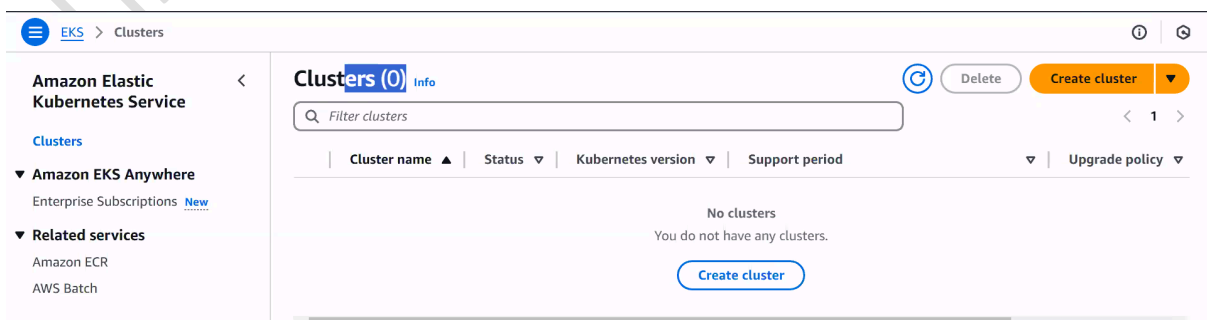 EKS > Clusters
Amazon Elastic Kubernetes Service
Clusters
Amazon EKS Anywhere
Enterprise Subscriptions New
Related services
Amazon ECR
AWS Batch
Clusters (0) Info
Delete
Create cluster
Filter clusters
1
Cluster name Status Kubernetes version Support period Upgrade policy
No clusters
You do not have any clusters.
Create cluster